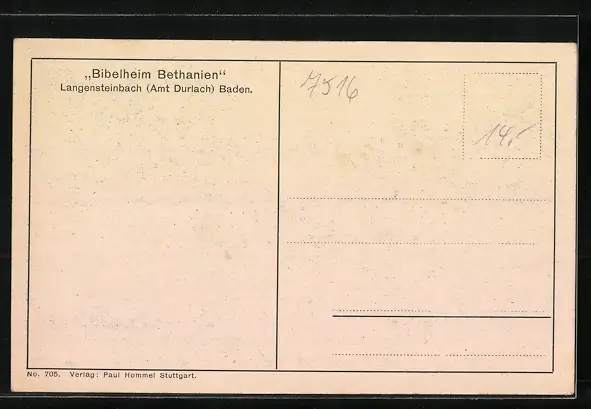 „Bibelheim Bethanien“
Langensteinbach (Amt Durlach) Baden.
7516
14,-
No. 705. Verlag: Paul Hommel Stuttgart.